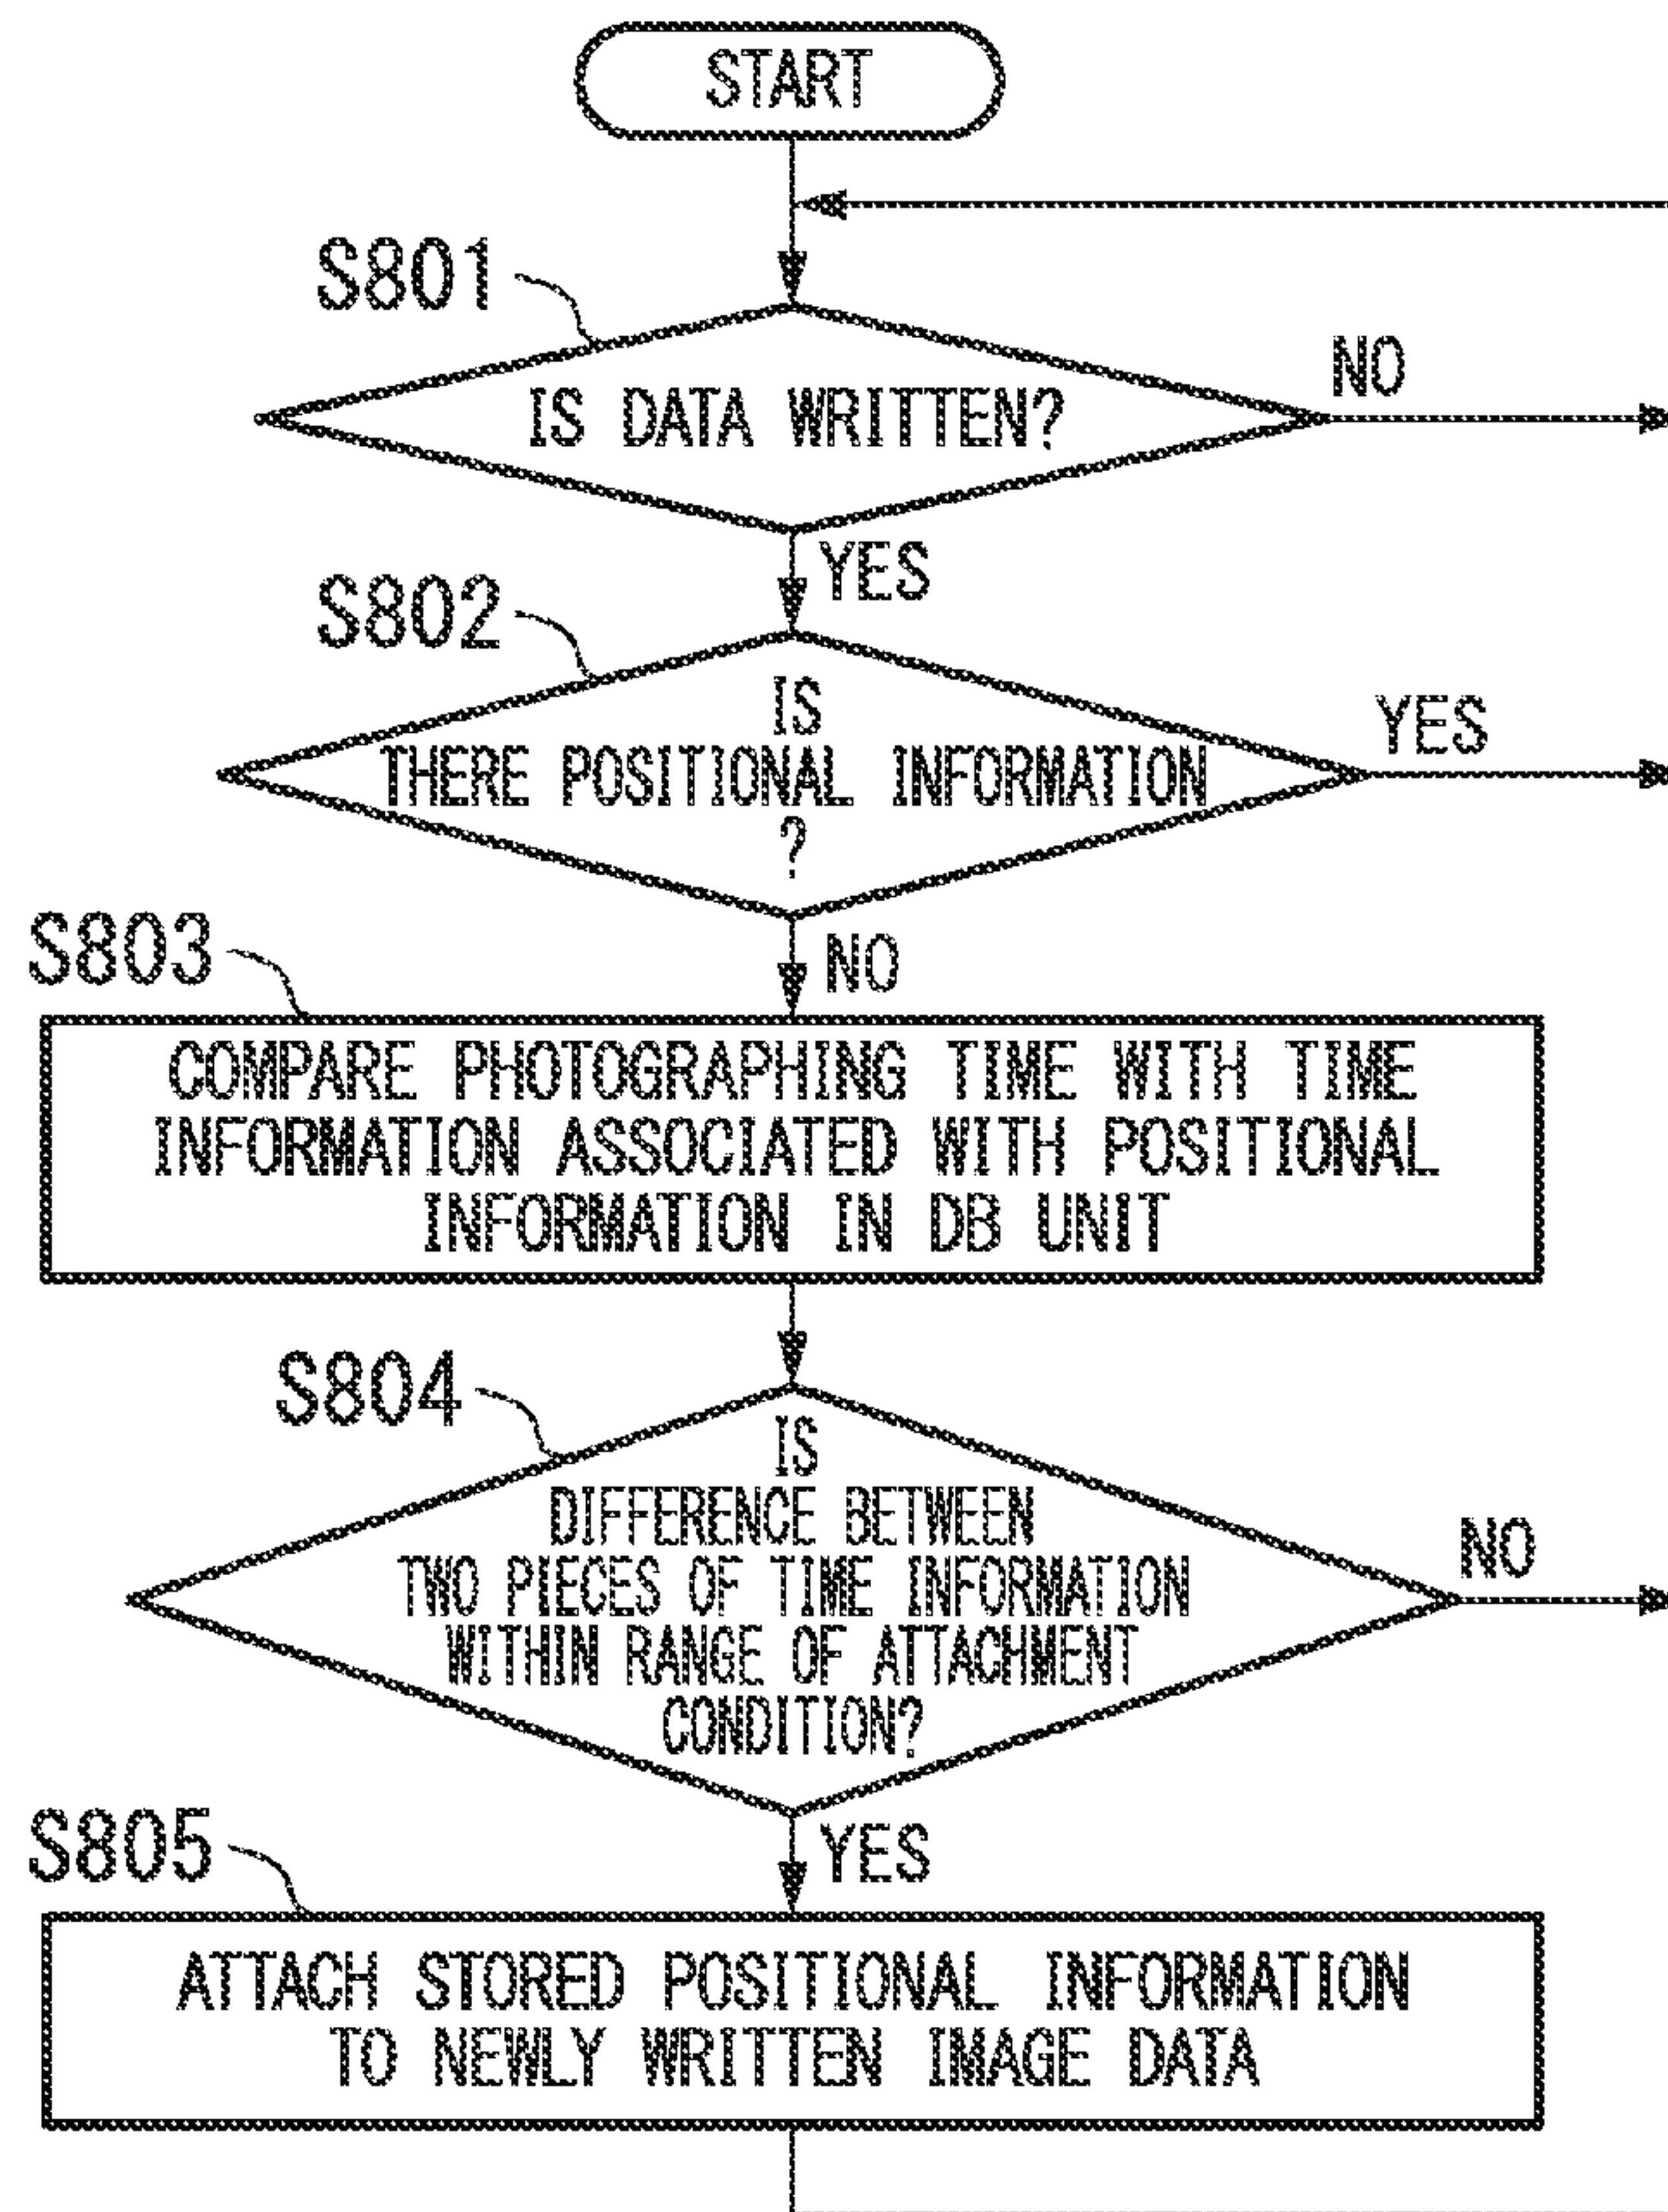 START
S801
IS DATA WRITTEN?
NO
YES
S802
IS
THERE POSITIONAL INFORMATION
?
YES
NO
S803
COMPARE PHOTOGRAPHING TIME WITH TIME
INFORMATION ASSOCIATED WITH POSITIONAL
INFORMATION IN DB UNIT
S804
IS
DIFFERENCE BETWEEN
TWO PIECES OF TIME INFORMATION
WITHIN RANGE OF ATTACHMENT
CONDITION?
NO
YES
S805
ATTACH STORED POSITIONAL INFORMATION
TO NEWLY WRITTEN IMAGE DATA